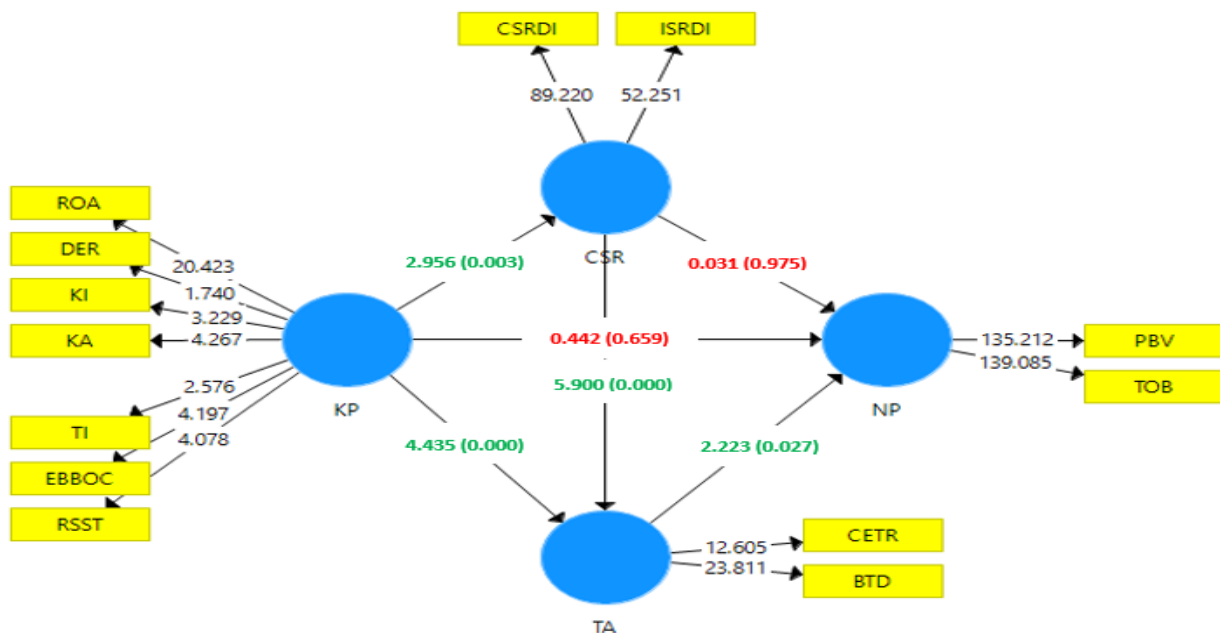 CSRDI
ISRDI
89.220
52.251
ROA
DER
KI
KA
TI
EBBOC
RSST
20.423
1.740
3.229
4.267
2.576
4.197
4.078
KP
CSR
2.956 (0.003)
0.031 (0.975)
0.442 (0.659)
5.900 (0.000)
4.435 (0.000)
2.223 (0.027)
NP
135.212
139.085
PBV
TOB
TA
12.605
23.811
CETR
BTD